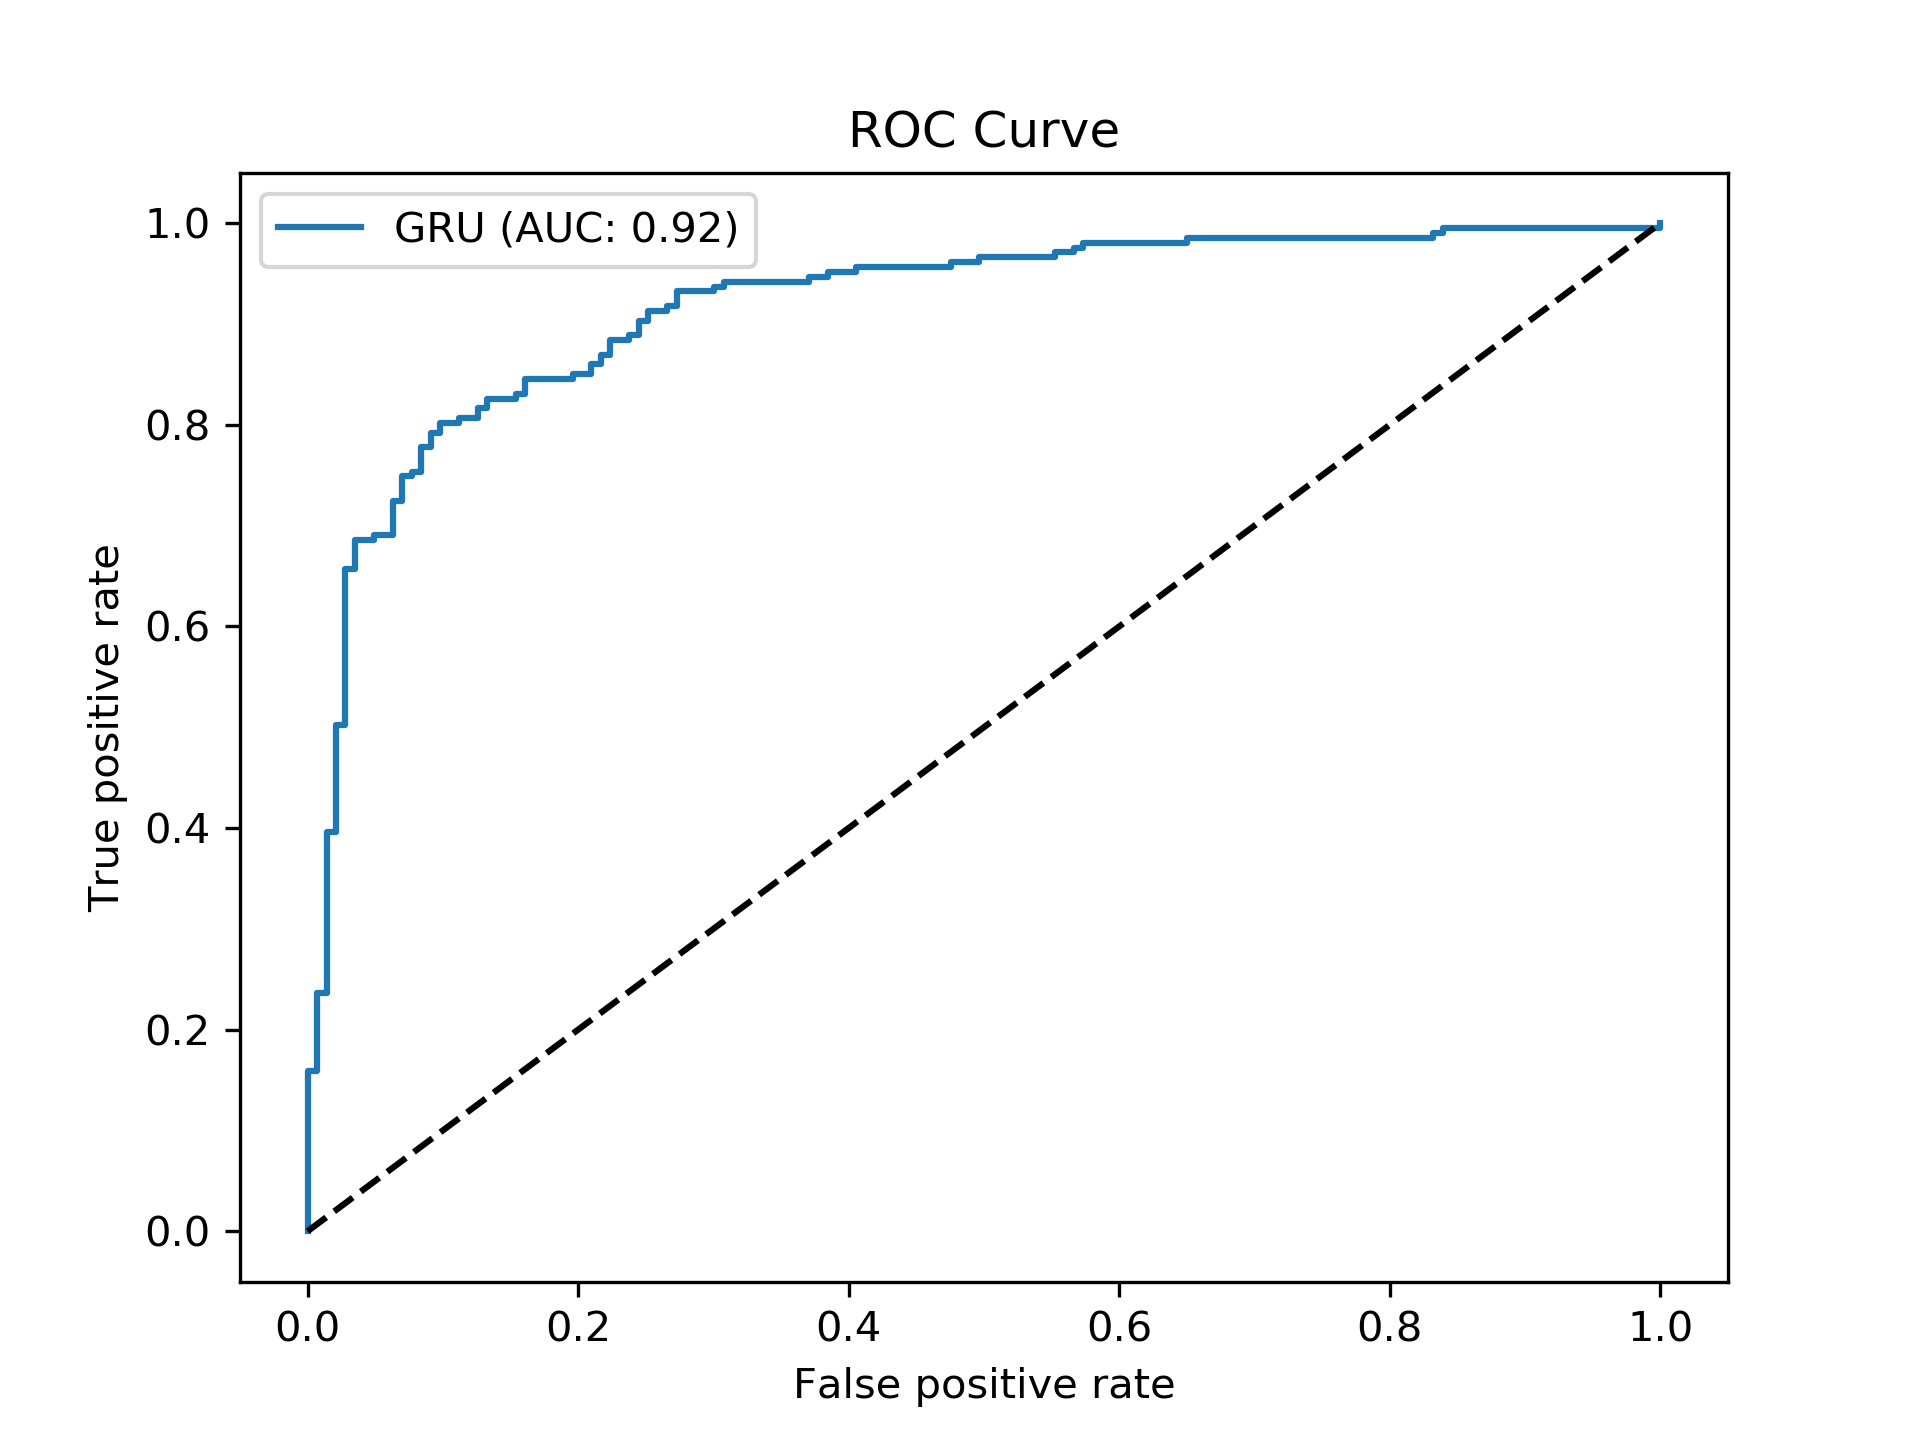 ROC Curve
GRU (AUC: 0.92)
1.0
0.8
0.6
0.4
0.2
0.0
True positive rate
0.0 0.2 0.4 0.6 0.8 1.0
False positive rate